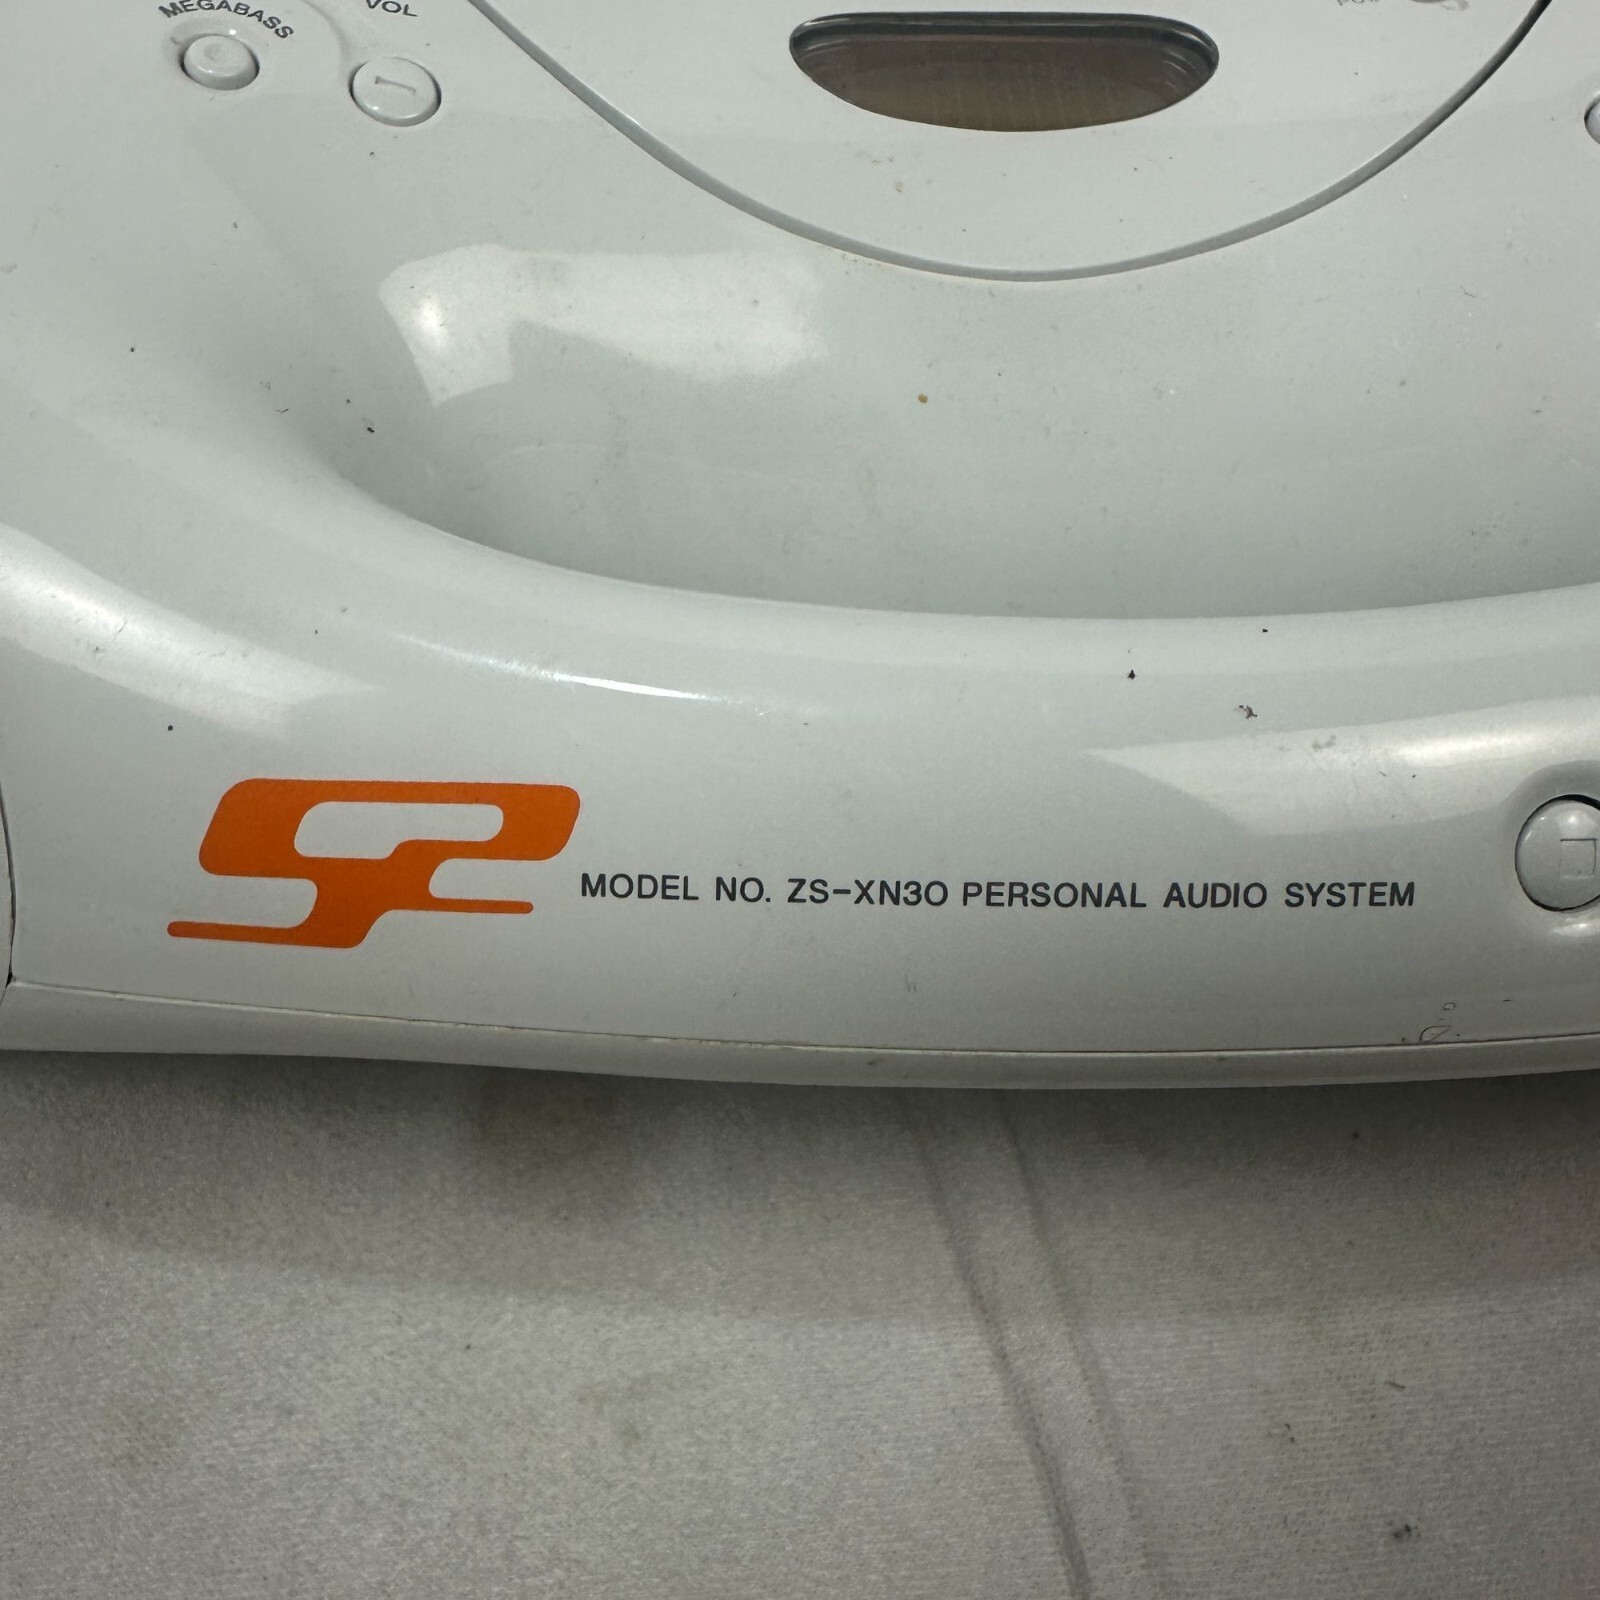 MEGABASS
VOL
MODEL NO. ZS-XN30 PERSONAL AUDIO SYSTEM